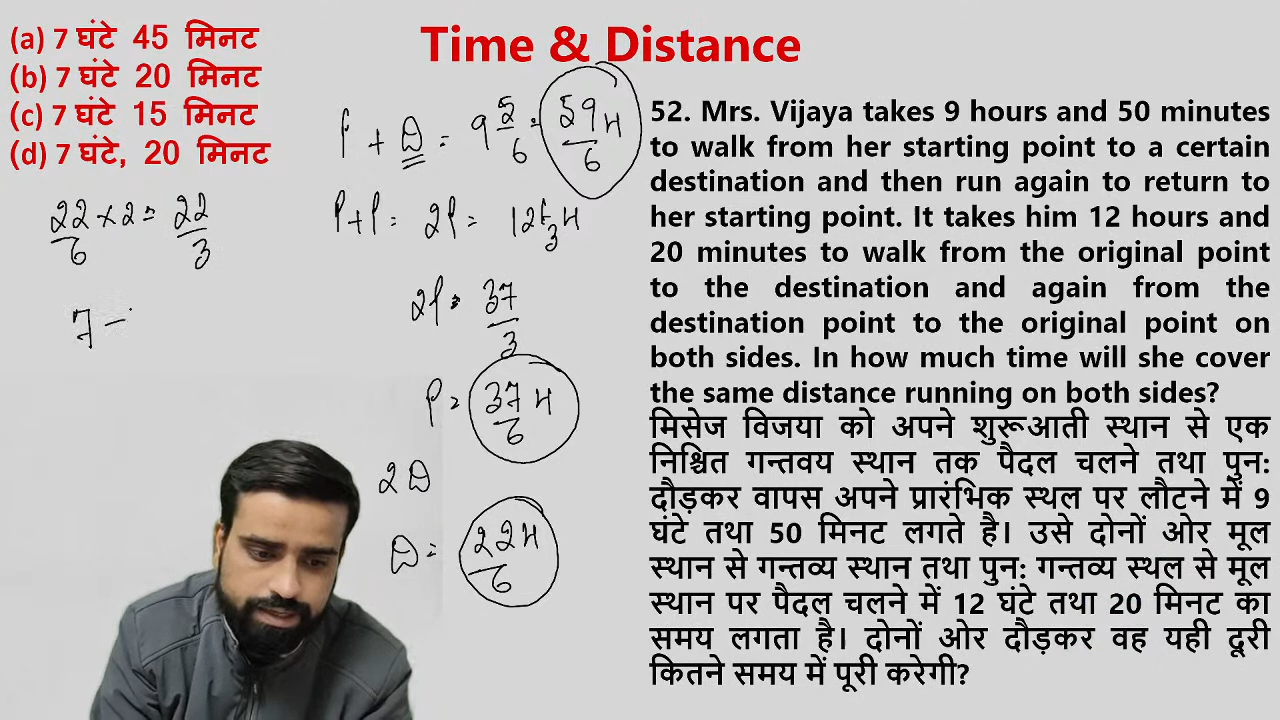 Time & Distance
(a) 7 घंटे 45 मिनट
(b) 7 घंटे 20 मिनट
(c) 7 घंटे 15 मिनट
(d) 7 घंटे, 20 मिनट
52. Mrs. Vijaya takes 9 hours and 50 minutes
to walk from her starting point to a certain
destination and then run again to return to
her starting point. It takes him 12 hours and
20 minutes to walk from the original point
to the destination and again from the
destination point to the original point on
both sides. In how much time will she cover
the same distance running on both sides?
मिसेज विजया को अपने शुरूआती स्थान से एक
निश्चित गन्तवय स्थान तक पैदल चलने तथा पुन:
दौड़कर वापस अपने प्रारंभिक स्थल पर लौटने में 9
घंटे तथा 50 मिनट लगते है। उसे दोनों ओर मूल
स्थान से गन्तव्य स्थान तथा पुन: गन्तव्य स्थल से मूल
स्थान पर पैदल चलने में 12 घंटे तथा 20 मिनट का
समय लगता है। दोनों ओर दौड़कर वह यही दूरी
कितने समय में पूरी करेगी?
P + D = 9 5/6 = 59/6 H
P+P = 2P = 12 1/3 H
2P = 37/3
P = 37/6 H
2D
D = 22/6 H
22/6 × 2 = 22/3
7 -